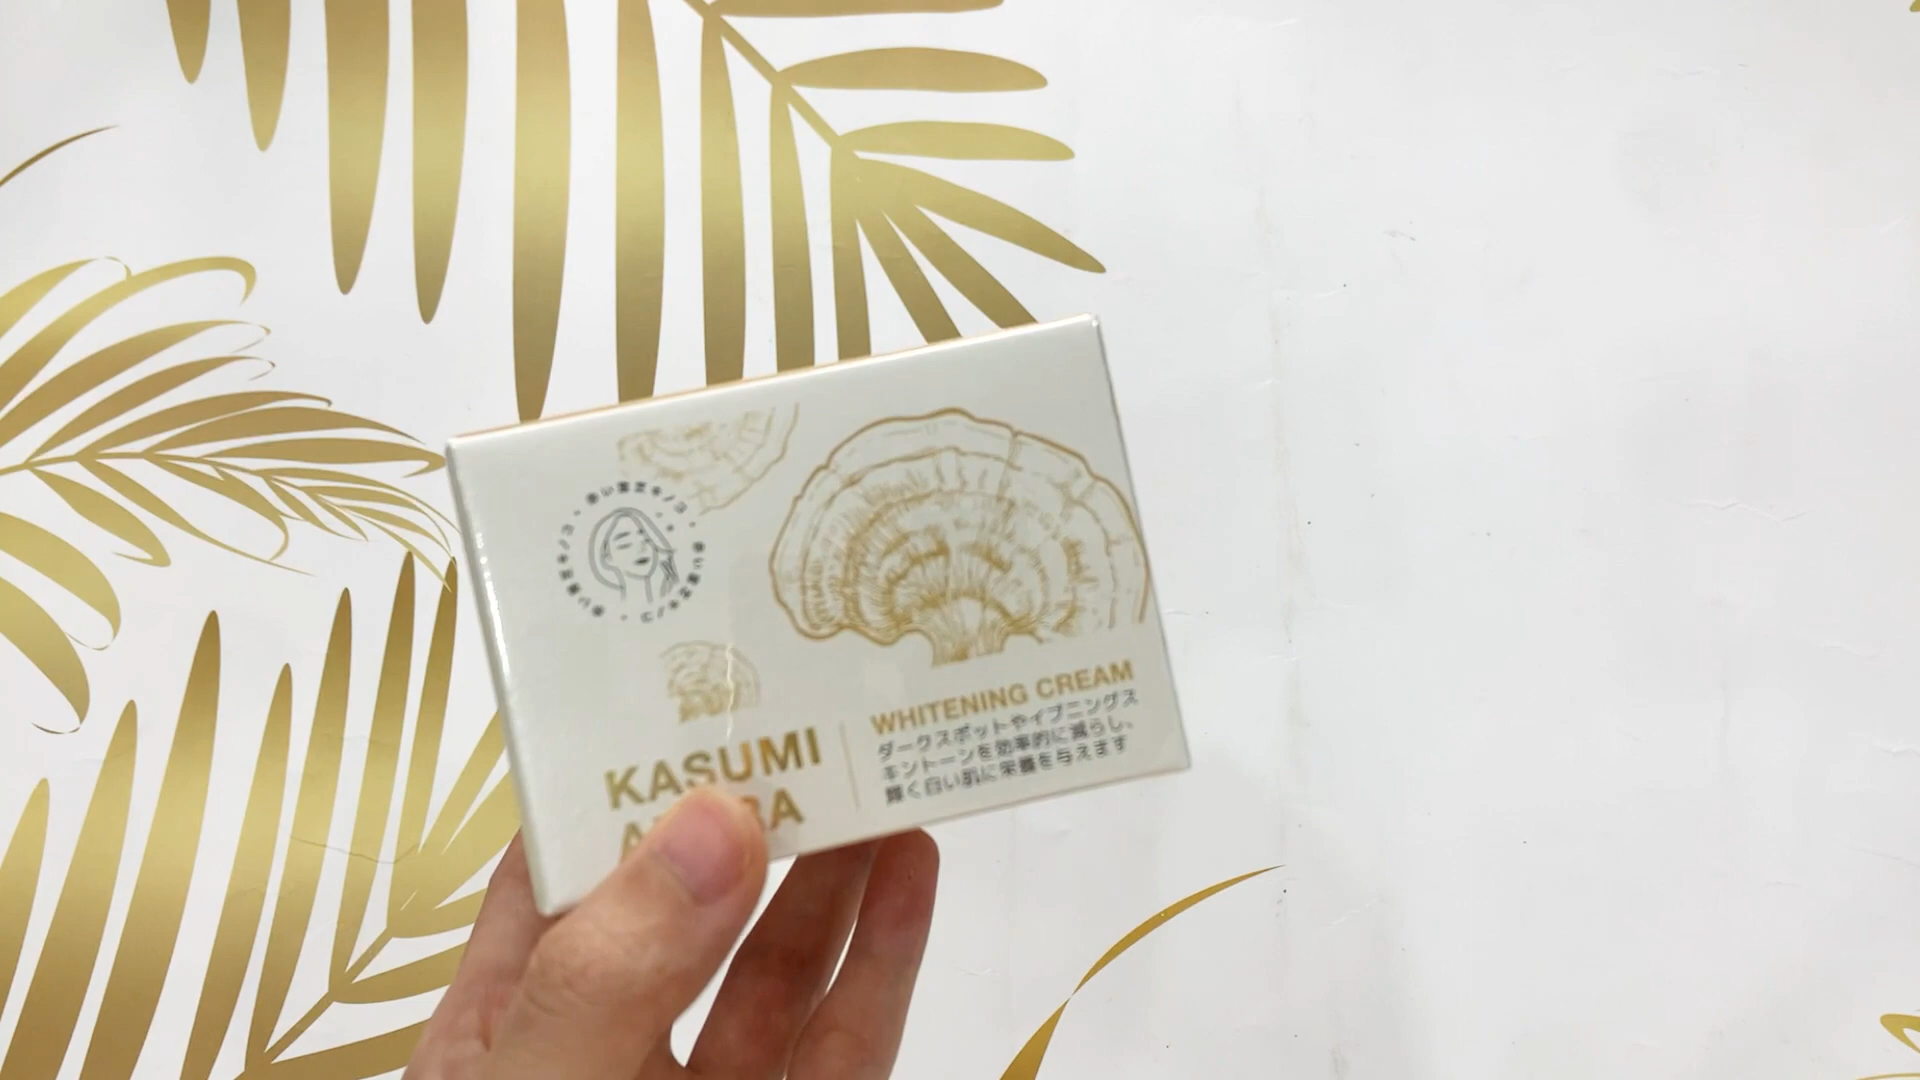 KASUMI
WHITENING CREAM
ダークスポットやイブニングス
キントーンを効率的に減らし、
輝く白い肌に栄養を与えます